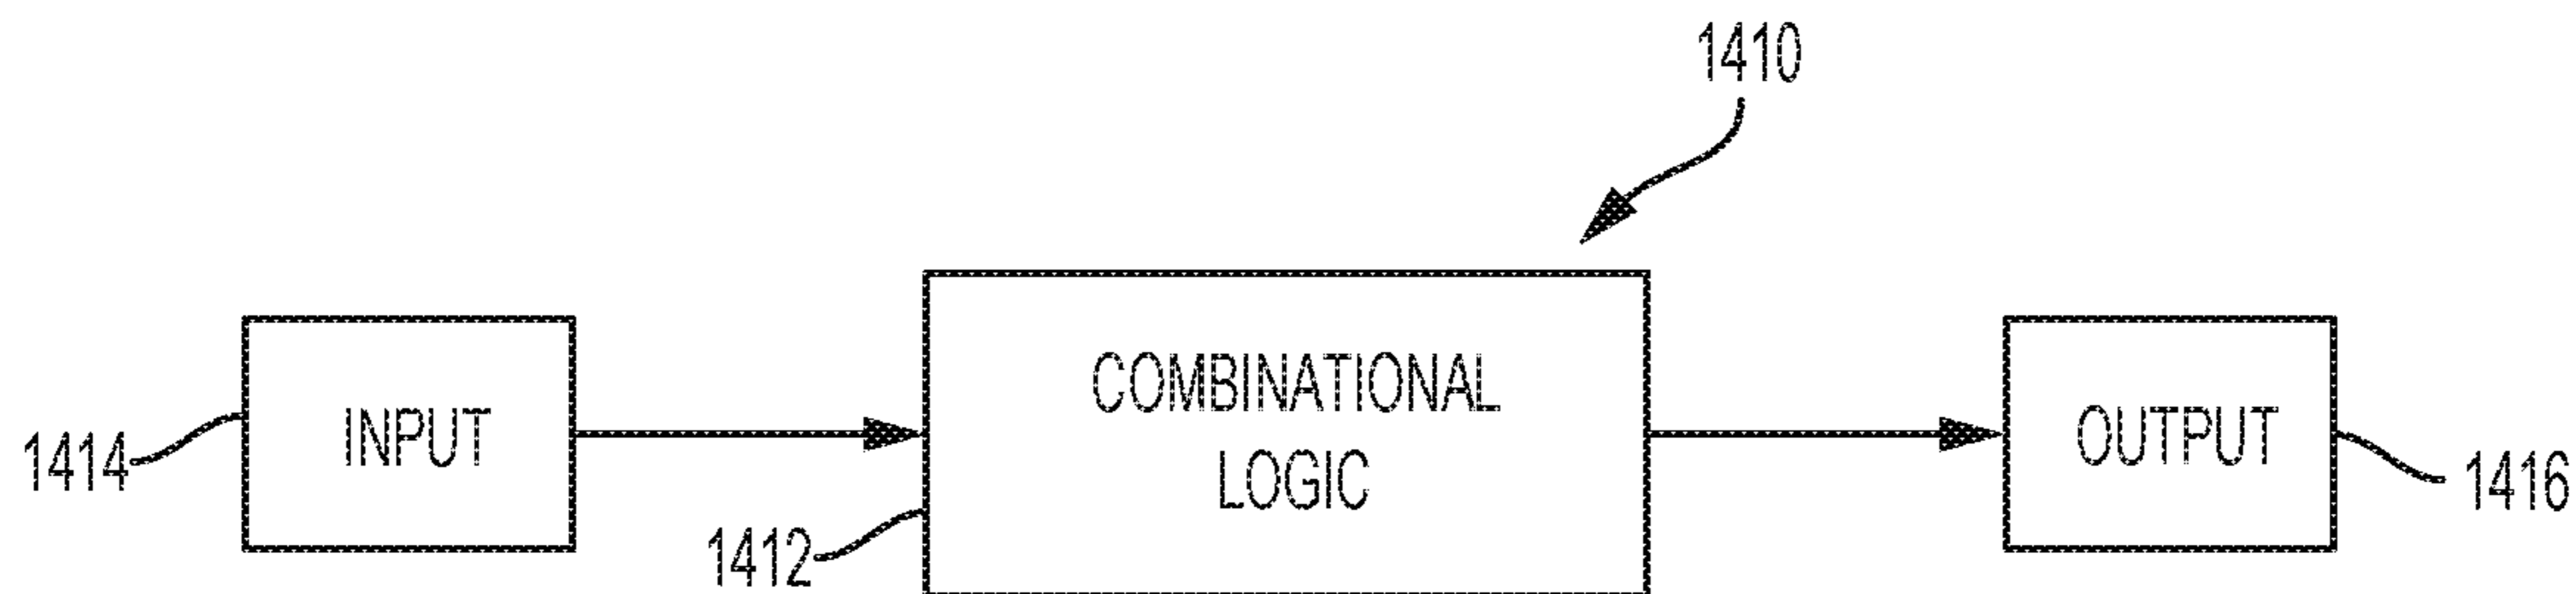 1410
COMBINATIONAL
INPUT
OUTPUT
1414
LOGIC
1416
1412